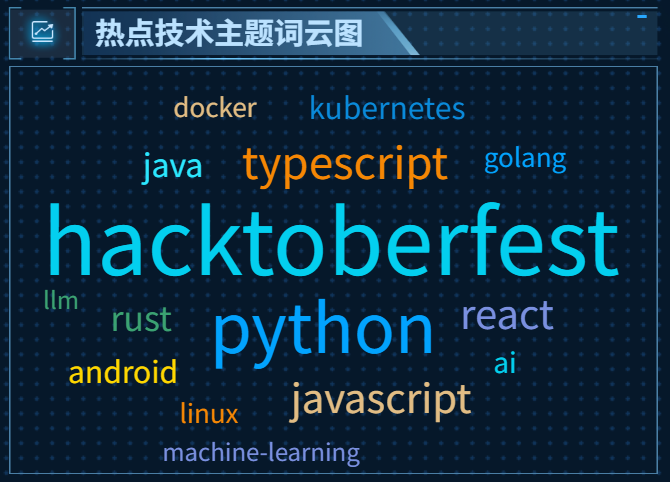 热点技术主题词云图
docker
kubernetes
java
typescript
golang
hacktoberfest
llm
rust
python
react
ai
android
javascript
linux
machine-learning